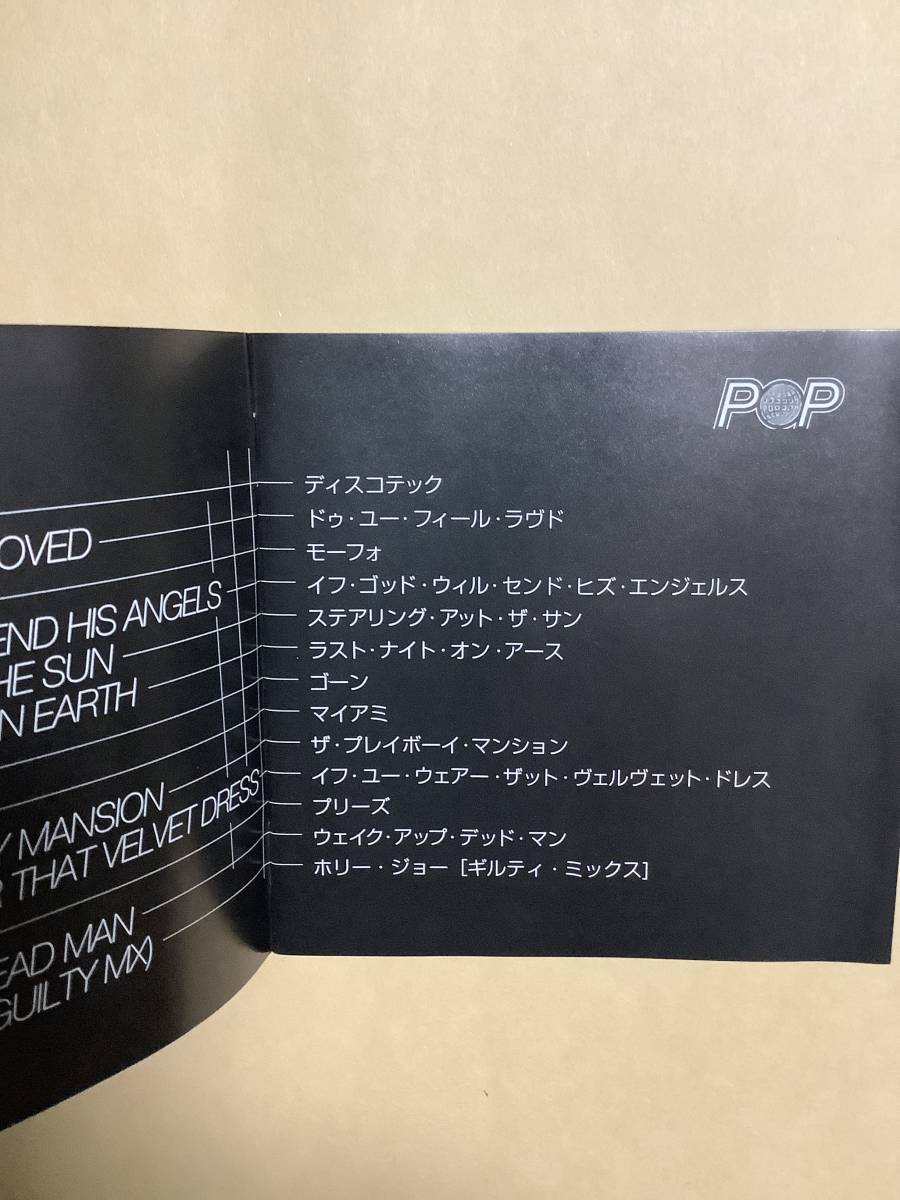 OVED
END HIS ANGELS
HE SUN
N EARTH
Y MANSION
R THAT VELVET DRESS
EAD MAN
GUILTY MX)
POP
ディスコテック
ドゥ・ユー・フィール・ラヴド
モーフォ
イフ・ゴッド・ウィル・センド・ヒズ・エンジェルス
ステアリング・アット・ザ・サン
ラスト・ナイト・オン・アース
ゴーン
マイアミ
ザ・プレイボーイ・マンション
イフ・ユー・ウェアー・ザット・ヴェルヴェット・ドレス
プリーズ
ウェイク・アップ・デッド・マン
ホリー・ジョー [ギルティ・ミックス]